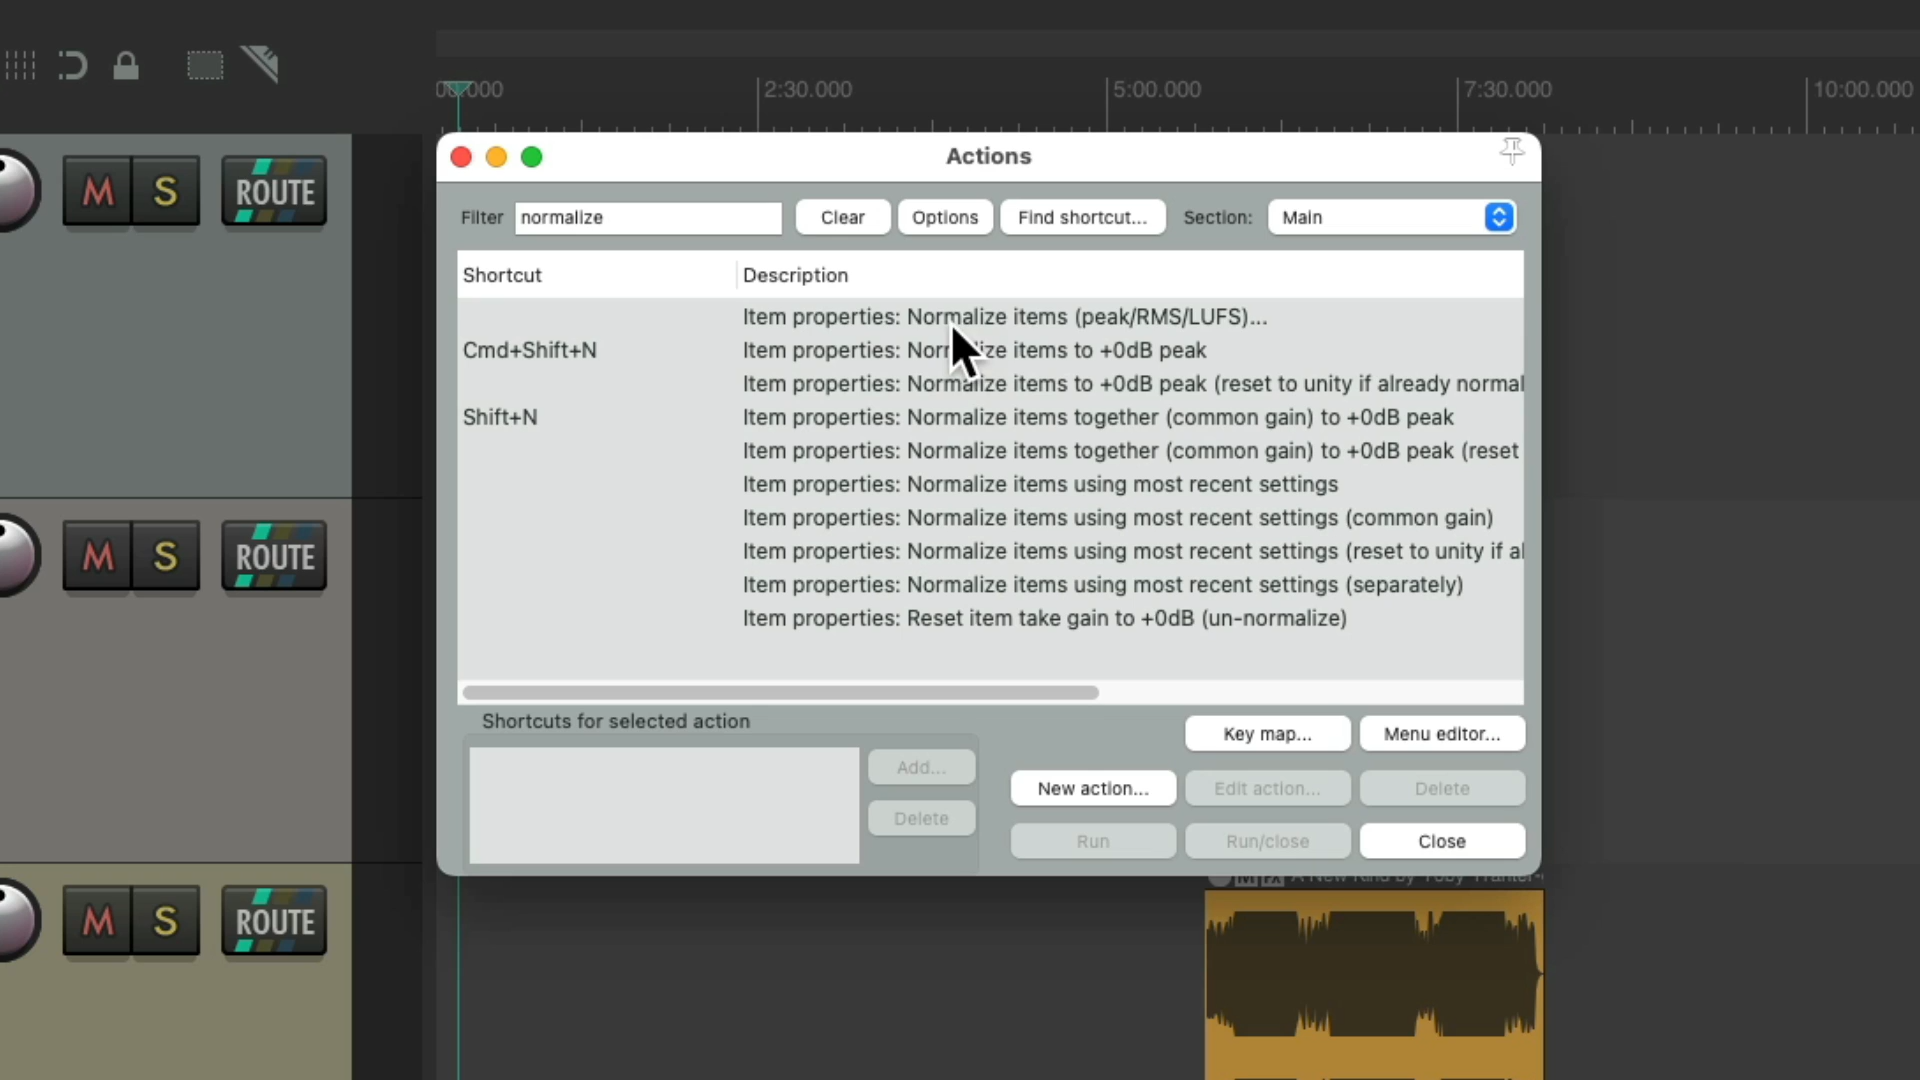 2:30.000
5:00.000
7:30.000
10:00.000
Actions
Filter
normalize
Clear
Options
Find shortcut...
Section:
Main
Shortcut
Description
Item properties: Normalize items (peak/RMS/LUFS)...
Cmd+Shift+N
Item properties: Normalize items to +0dB peak
Item properties: Normalize items to +0dB peak (reset to unity if already normal
Shift+N
Item properties: Normalize items together (common gain) to +0dB peak
Item properties: Normalize items together (common gain) to +0dB peak (reset
Item properties: Normalize items using most recent settings
Item properties: Normalize items using most recent settings (common gain)
Item properties: Normalize items using most recent settings (reset to unity if al
Item properties: Normalize items using most recent settings (separately)
Item properties: Reset item take gain to +0dB (un-normalize)
Shortcuts for selected action
Add...
Delete
Key map...
Menu editor...
New action...
Edit action...
Delete
Run
Run/close
Close
M S ROUTE
M S ROUTE
M S ROUTE
A New Kind by Toby Tranter-